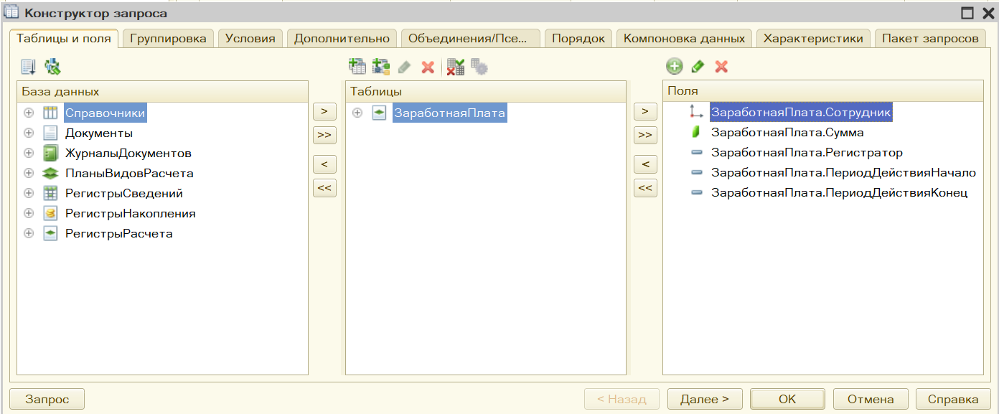 Конструктор запроса
Таблицы и поля Группировка Условия Дополнительно Объединения/Псе... Порядок Компоновка данных Характеристики Пакет запросов
База данных
Справочники
Документы
ЖурналыДокументов
ПланыВидовРасчета
РегистрыСведений
РегистрыНакопления
РегистрыРасчета
>
>>
<
<<
Таблицы
ЗаработнаяПлата
>
>>
<
<<
Поля
ЗаработнаяПлата.Сотрудник
ЗаработнаяПлата.Сумма
ЗаработнаяПлата.Регистратор
ЗаработнаяПлата.ПериодДействияНачало
ЗаработнаяПлата.ПериодДействияКонец
Запрос < Назад Далее > ОК Отмена Справка